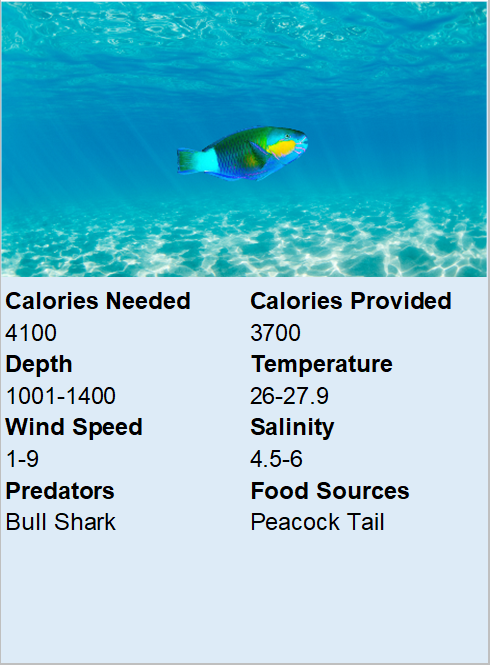 Calories Needed
Calories Provided
4100
3700
Depth
Temperature
1001-1400
26-27.9
Wind Speed
Salinity
1-9
4.5-6
Predators
Food Sources
Bull Shark
Peacock Tail